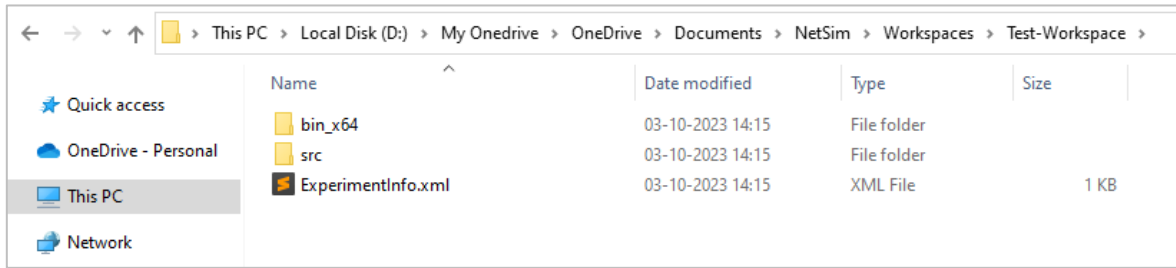 This PC > Local Disk (D:) > My Onedrive > OneDrive > Documents > NetSim > Workspaces > Test-Workspace >
Name Date modified Type Size
Quick access
bin_x64 03-10-2023 14:15 File folder
OneDrive - Personal
src 03-10-2023 14:15 File folder
ExperimentInfo.xml 03-10-2023 14:15 XML File 1 KB
This PC
Network